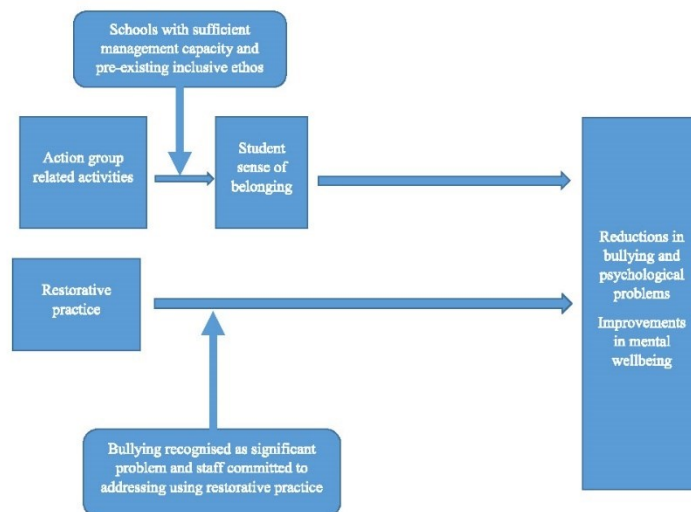 Schools with sufficient
management capacity and
pre-existing inclusive ethos
Action group
related activities
Student
sense of
belonging
Restorative
practice
Reductions in
bullying and
psychological
problems
Improvements
in mental
wellbeing
Bullying recognised as significant
problem and staff committed to
addressing using restorative practice